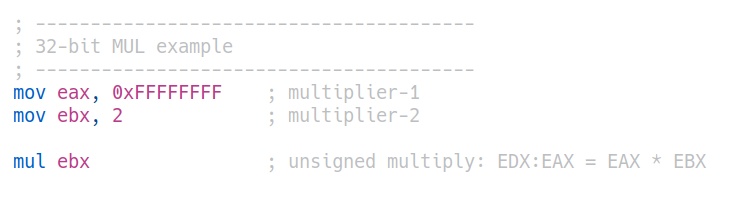 ; ----------------------------------------
; 32-bit MUL example
; ----------------------------------------
mov eax, 0xFFFFFFFF    ; multiplier-1
mov ebx, 2             ; multiplier-2
mul ebx                ; unsigned multiply: EDX:EAX = EAX * EBX